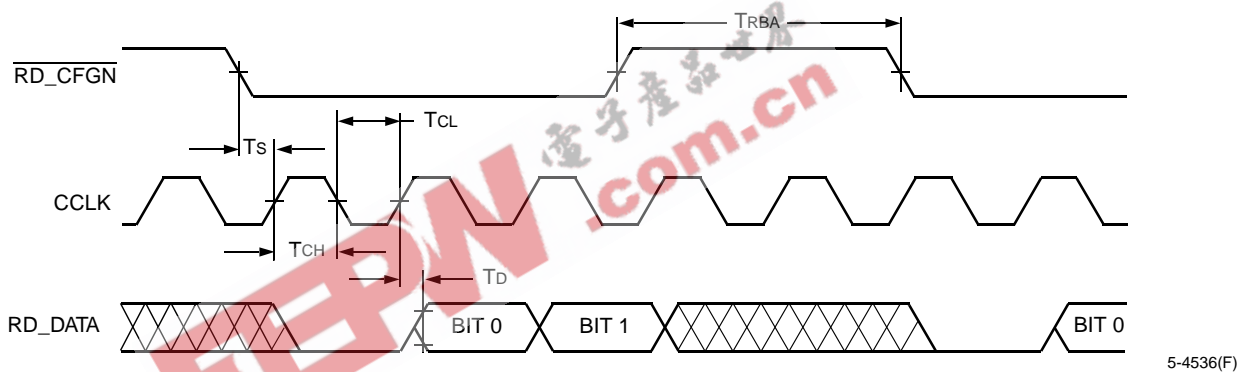 TRBA
RD_CFGN
TCL
TS
CCLK
TCH
TD
RD_DATA
BIT 0
BIT 1
BIT 0
5-4536(F)
電子產品世界
.com.cn
EEPW